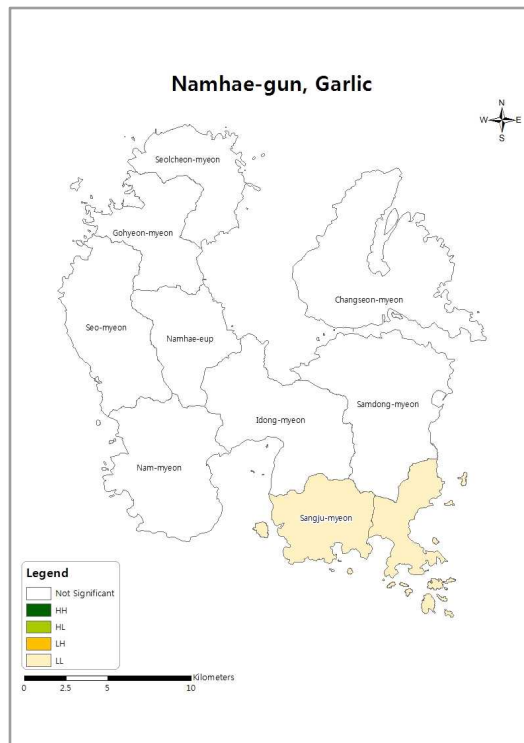 Namhae-gun, Garlic
N
W E
S
Seolcheon-myeon
Gohyeon-myeon
Changseon-myeon
Seo-myeon
Namhae-eup
Samdong-myeon
Idong-myeon
Nam-myeon
Sangju-myeon
Legend
Not Significant
HH
HL
LH
LL
Kilometers
0 2.5 5 10